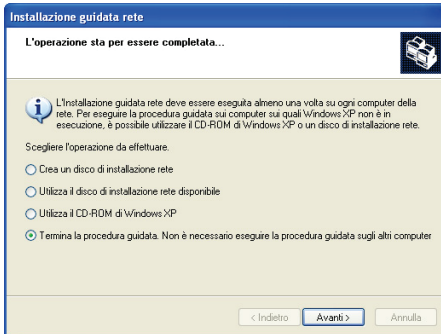 Installazione guidata rete
L'operazione sta per essere completata...
L'Installazione guidata rete deve essere eseguita almeno una volta su ogni computer della
rete. Per eseguire la procedura guidata sui computer sui quali Windows XP non è in
esecuzione, è possibile utilizzare il CD-ROM di Windows XP o un disco di installazione rete.
Scegliere l'operazione da effettuare.
Crea un disco di installazione rete
Utilizza il disco di installazione rete disponibile
Utilizza il CD-ROM di Windows XP
Termina la procedura guidata. Non è necessario eseguire la procedura guidata sugli altri computer
< Indietro Avanti > Annulla